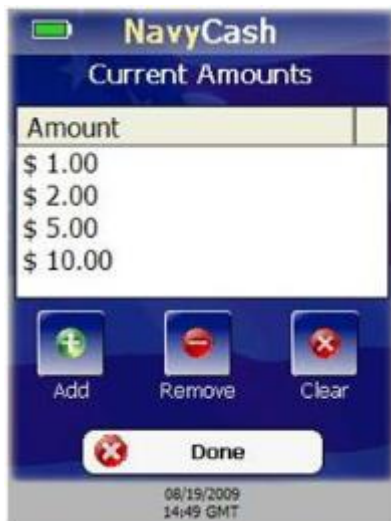 NavyCash
Current Amounts
Amount
$ 1.00
$ 2.00
$ 5.00
$ 10.00
Add Remove Clear
Done
08/19/2009
14:49 GMT